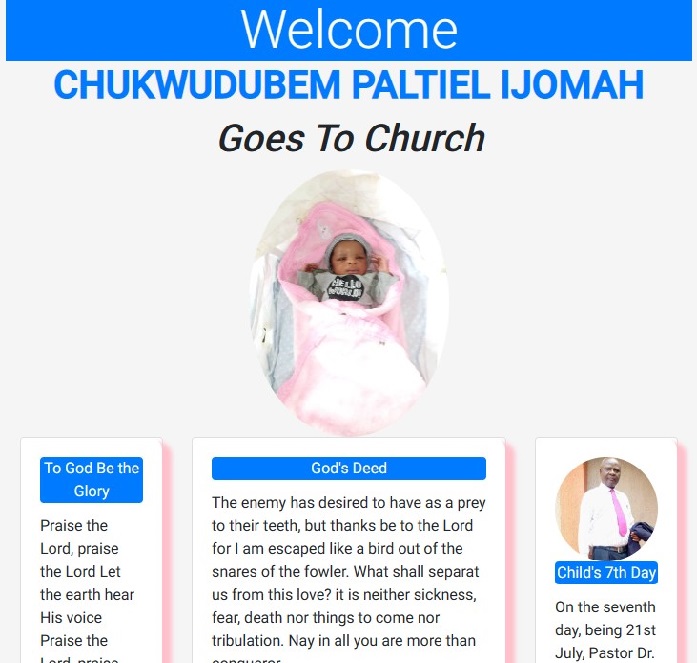 Welcome
CHUKWUDUBEM PALTIEL IJOMAH
Goes To Church
HELLO
WORLD
To God Be the
Glory
Praise the
Lord, praise
the Lord Let
the earth hear
His voice
Praise the
Lord, praise
God's Deed
The enemy has desired to have as a prey
to their teeth, but thanks be to the Lord
for I am escaped like a bird out of the
snares of the fowler. What shall separat
us from this love? it is neither sickness,
fear, death nor things to come nor
tribulation. Nay in all you are more than
conqueror
Child's 7th Day
On the seventh
day, being 21st
July, Pastor Dr.